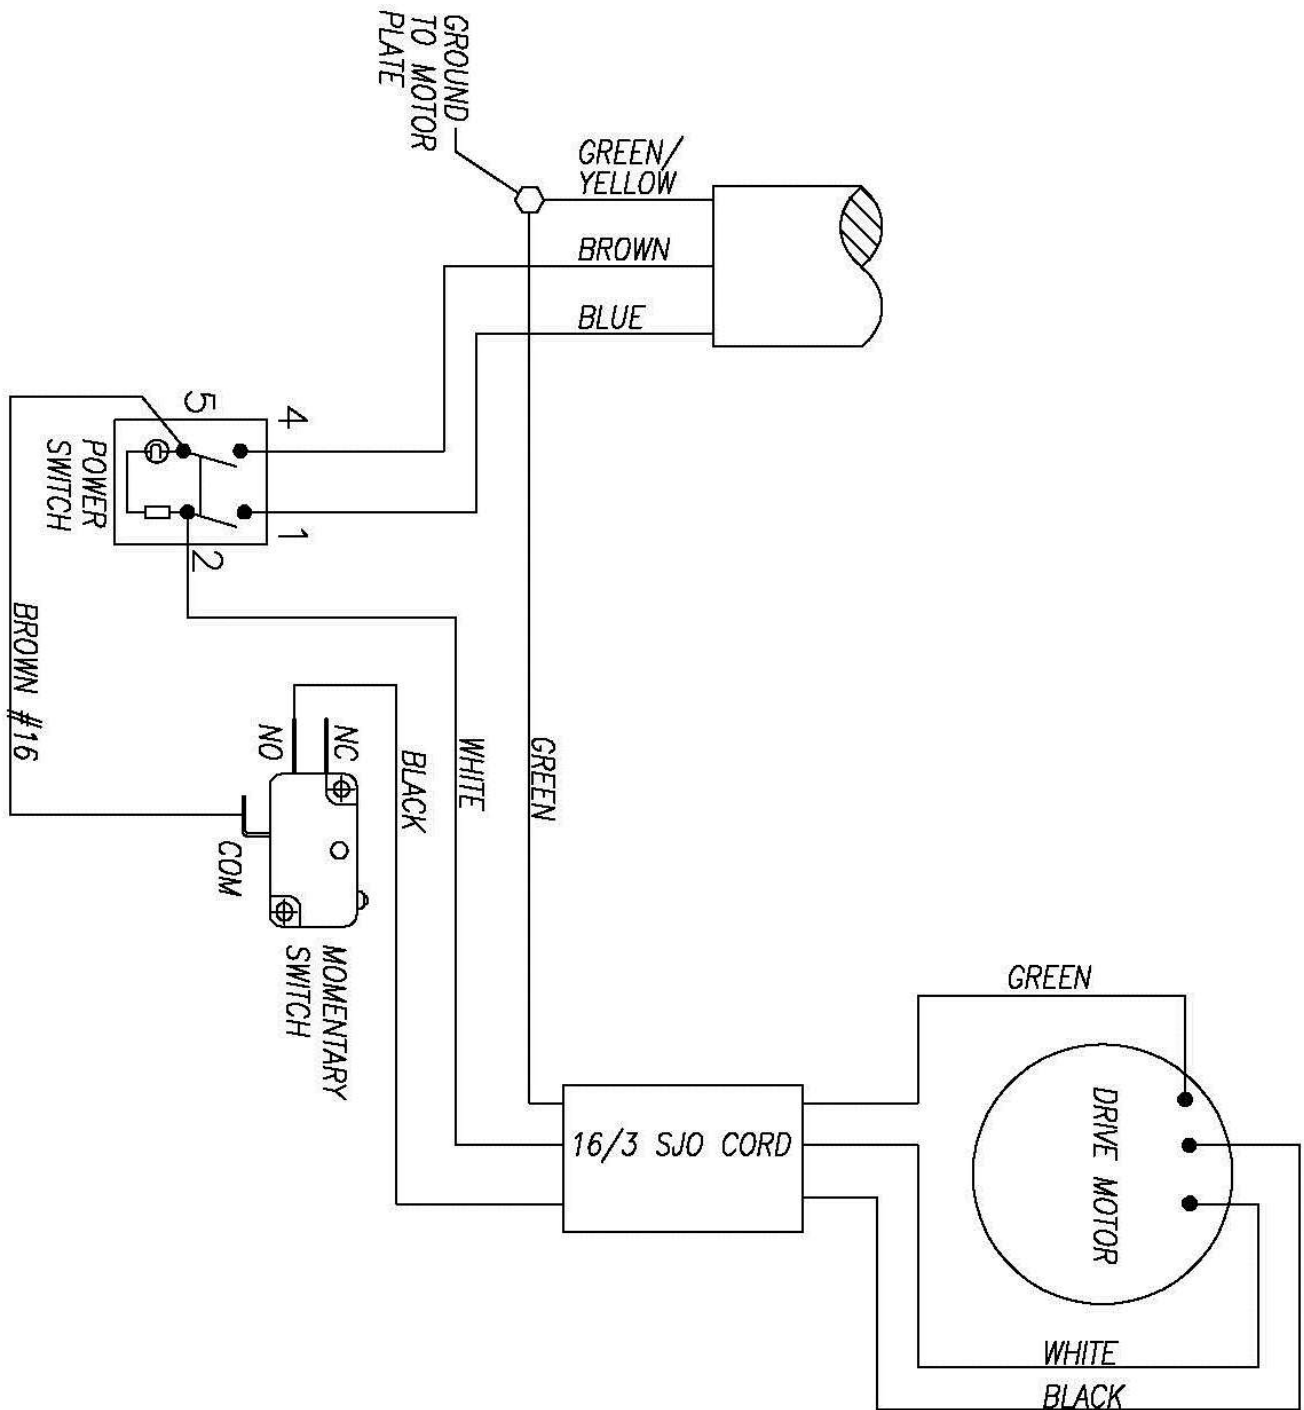 GROUND
TO MOTOR
PLATE
GREEN/
YELLOW
BROWN
BLUE
5
4
POWER
SWITCH
1
2
BROWN #16
NO
NC
BLACK
WHITE
GREEN
COM
MOMENTARY
SWITCH
GREEN
16/3 SJO CORD
DRIVE MOTOR
WHITE
BLACK